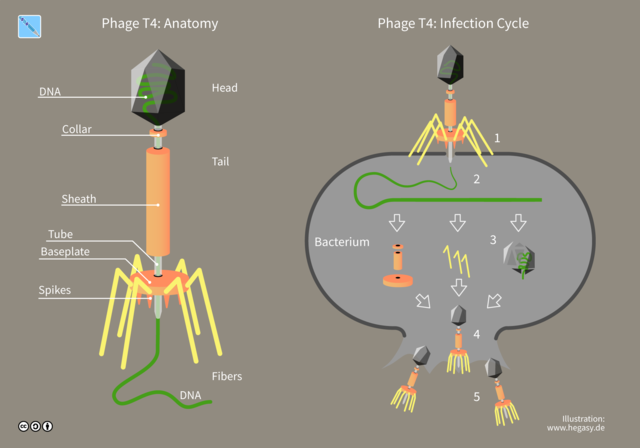 Phage T4: Anatomy
DNA
Head
Collar
Tail
Sheath
Tube
Baseplate
Spikes
Fibers
DNA
Phage T4: Infection Cycle
1
2
Bacterium
3
4
5
Illustration:
www.hegasy.de